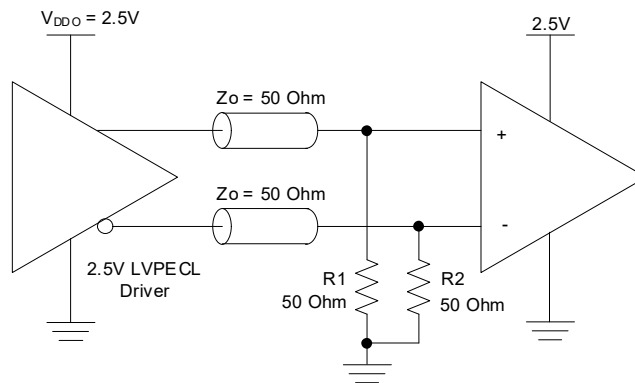 VDDO = 2.5V
2.5V
Zo = 50 Ohm
+
Zo = 50 Ohm
-
2.5V LVPECL
Driver
R1
50 Ohm
R2
50 Ohm